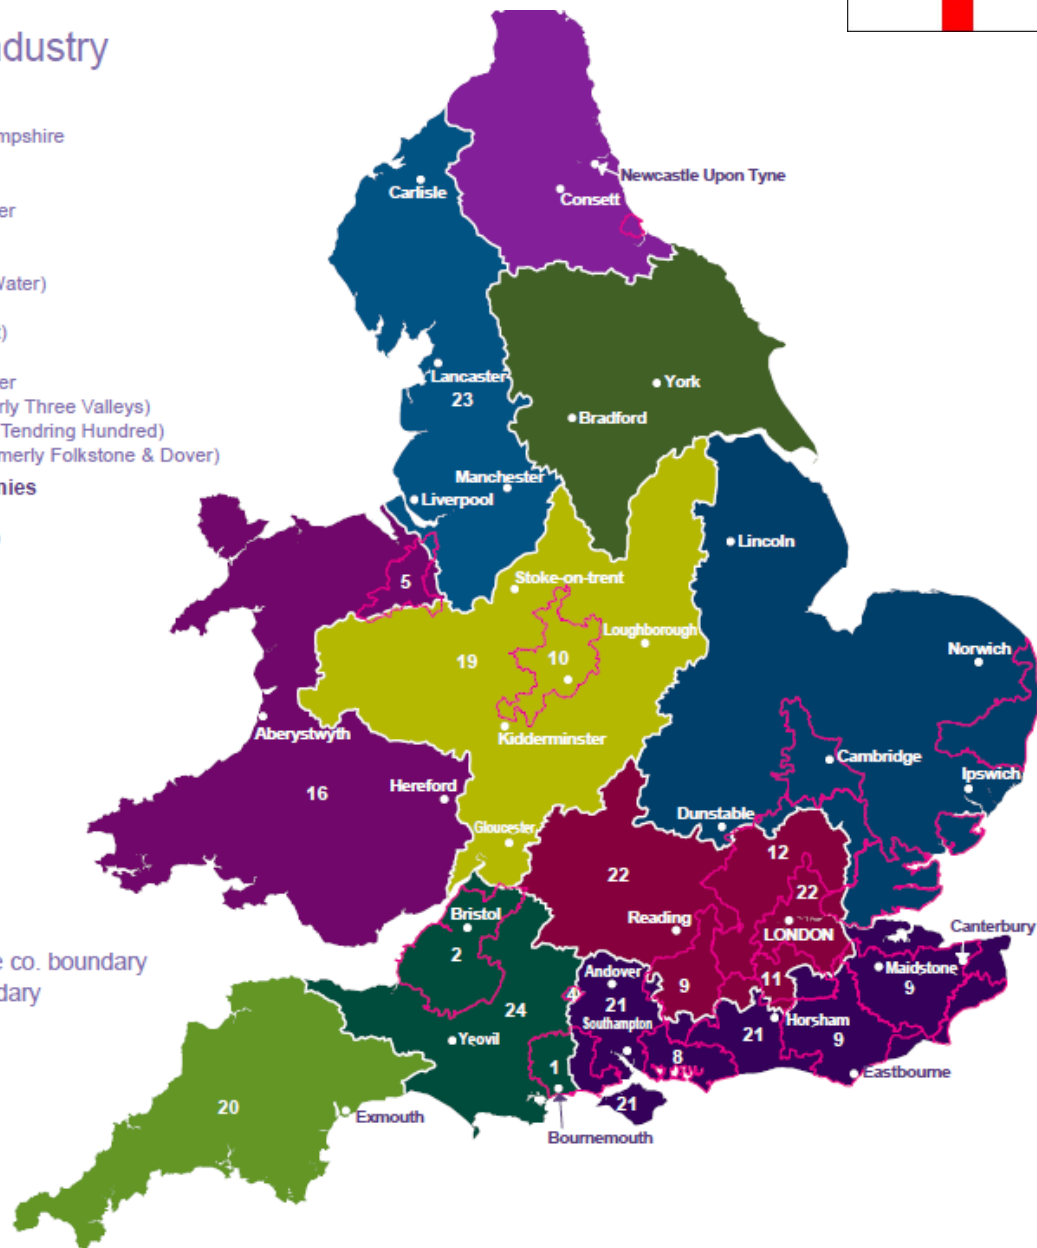 ndustry
mpshire
er
Water)
t)
er
rly Three Valleys)
Tendring Hundred)
merly Folkstone & Dover)
nies
)
e co. boundary
dary
Newcastle Upon Tyne
Carlisle
Consett
Lancaster
23
York
Bradford
Manchester
Liverpool
Lincoln
5
Stoke-on-trent
Loughborough
19
10
Norwich
Kidderminster
Aberystwyth
Cambridge
Ipswich
16
Hereford
Dunstable
Gloucester
12
22
22
Bristol
Reading
LONDON
Canterbury
2
Andover
Maidstone
4
9
11
9
21
24
Southampton
Horsham
21
9
Yeovil
8
1
Eastbourne
20
21
Exmouth
Bournemouth